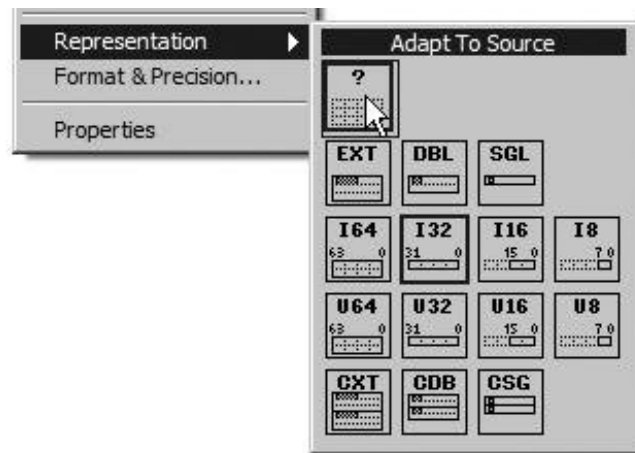 Representation
Format & Precision...
Properties
Adapt To Source
?
EXT DBL SGL
I64 I32 I16 I8
63 0 31 0 15 0 7 0
U64 U32 U16 U8
63 0 31 0 15 0 7 0
CXT CDB CSG